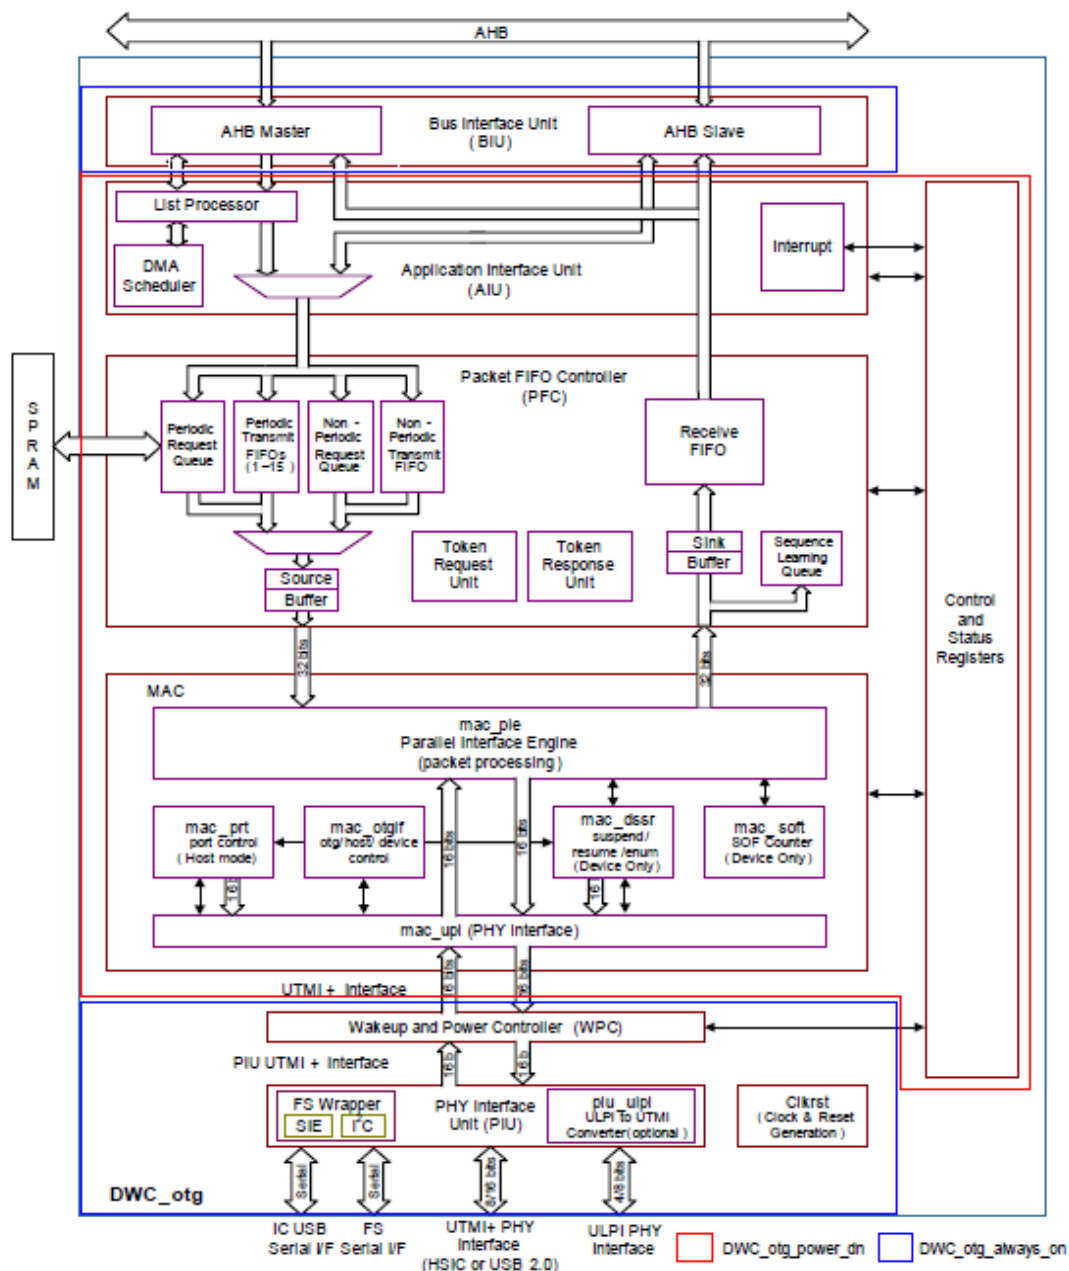 AHB
AHB Master
Bus Interface Unit
( BIU)
AHB Slave
List Processor
DMA
Scheduler
Application Interface Unit
(AIU)
Interrupt
S
P
R
A
M
Packet FIFO Controller
(PFC)
Periodic
Request
Queue
Periodic
Transmit
FIFOs
( 1 –15 )
Non -
Periodic
Request
Queue
Non -
Periodic
Transmit
FIFO
Receive
FIFO
Token
Request
Unit
Token
Response
Unit
Sink
Buffer
Sequence
Learning
Queue
Source
Buffer
Control
and
Status
Registers
32 bits
32 bits
MAC
mac_pie
Parallel Interface Engine
(packet processing )
mac_prt
port control
( Host mode)
mac_otgif
otg/ host/ device
control
mac_dssr
suspend /
resume /enum
(Device Only)
mac_soft
SOF Counter
(Device Only )
16 bits
16 bits
16
16
mac_upi (PHY Interface )
16 bits
16 bits
UTMI + Interface
Wakeup and Power Controller (WPC)
PIU UTMI + Interface
16 b
16 b
FS Wrapper
SIE
I²C
PHY Interface
Unit (PIU)
piu _ulpi
ULPI To UTMI
Converter(optional )
Clkrst
( Clock & Reset
Generation )
Serial
Serial
8/16 bits
4/8 bits
DWC_otg
IC USB
Serial I/F
FS
Serial I/F
UTMI+ PHY
Interface
(HSIC or USB 2.0)
ULPI PHY
Interface
DWC_otg_power_dn
DWC_otg_always_on